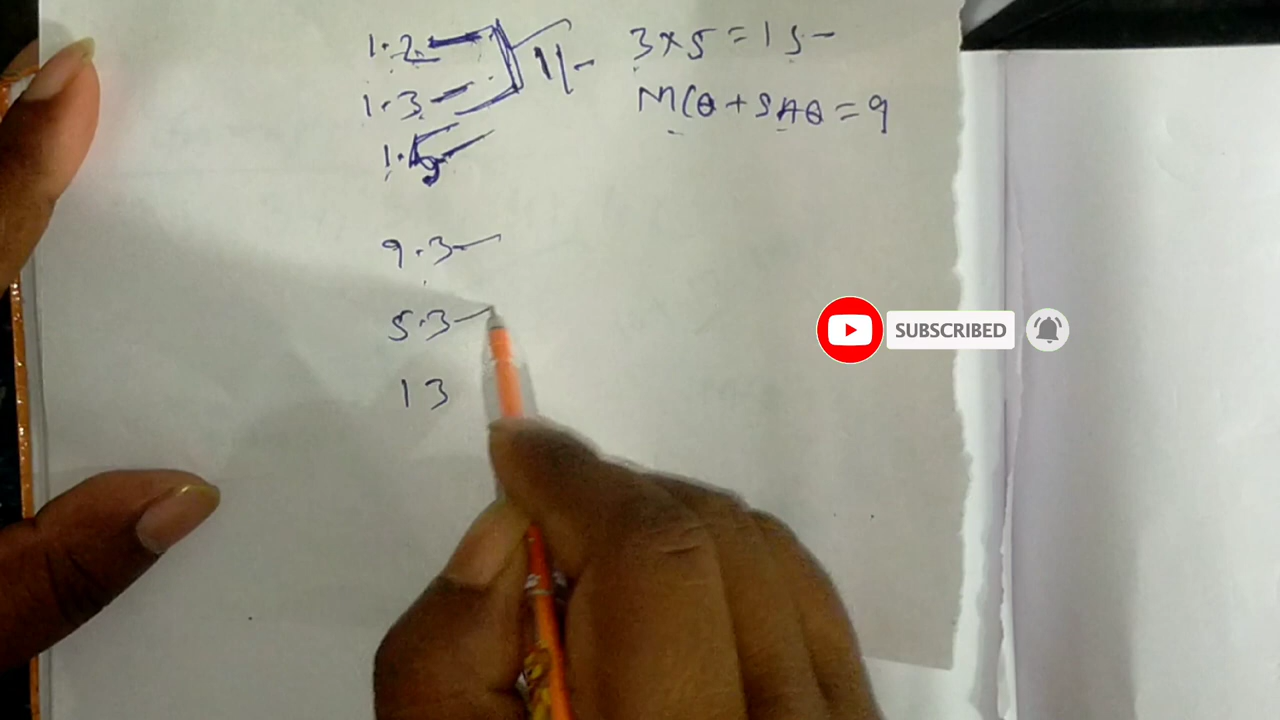 1.2
1.3
1.5
11
3 x 5 = 15
MCQ + SAQ = 9
9.3
5.3
13
SUBSCRIBED